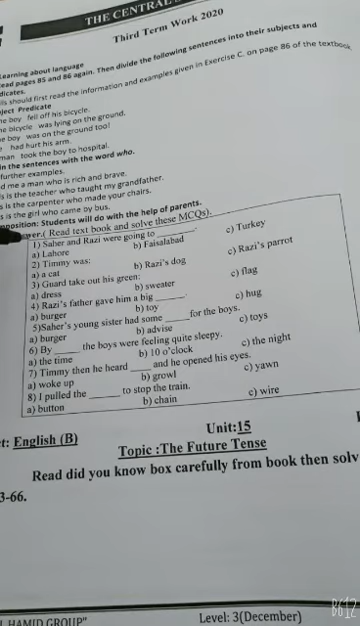 THE CENTRAL
Third Term Work 2020
Learning about language
ead pages 85 and 86 again. Then divide the following sentences into their subjects and
dicates.
ils should first read the information and examples given in Exercise C. on page 86 of the textbook
ject Predicate
he boy fell off his bicycle.
he bicycle was lying on the ground.
e boy was on the ground too!
had hurt his arm.
man took the boy to hospital.
in the sentences with the word who.
further examples.
d me a man who is rich and brave.
is is the teacher who taught my grandfather.
s is the carpenter who made your chairs.
s is the girl who came by bus.
mposition: Students will do with the help of parents.
wer.( Read text book and solve these MCQs).
1) Saher and Razi were going to ______.
a) Lahore b) Faisalabad c) Turkey
2) Timmy was:
a) a cat b) Razi's dog c) Razi's parrot
3) Guard take out his green:
a) dress b) sweater c) flag
4) Razi's father gave him a big ______.
a) burger b) toy c) hug
5)Saher's young sister had some ______ for the boys.
a) burger b) advise c) toys
6) By ______ the boys were feeling quite sleepy.
a) the time b) 10 o'clock c) the night
7) Timmy then he heard ______ and he opened his eyes.
a) woke up b) growl c) yawn
8) I pulled the ______ to stop the train.
a) button b) chain c) wire
t: English (B) Unit:15
Topic :The Future Tense
Read did you know box carefully from book then solv
3-66.
HAMID GROUP" Level: 3(December)
B612